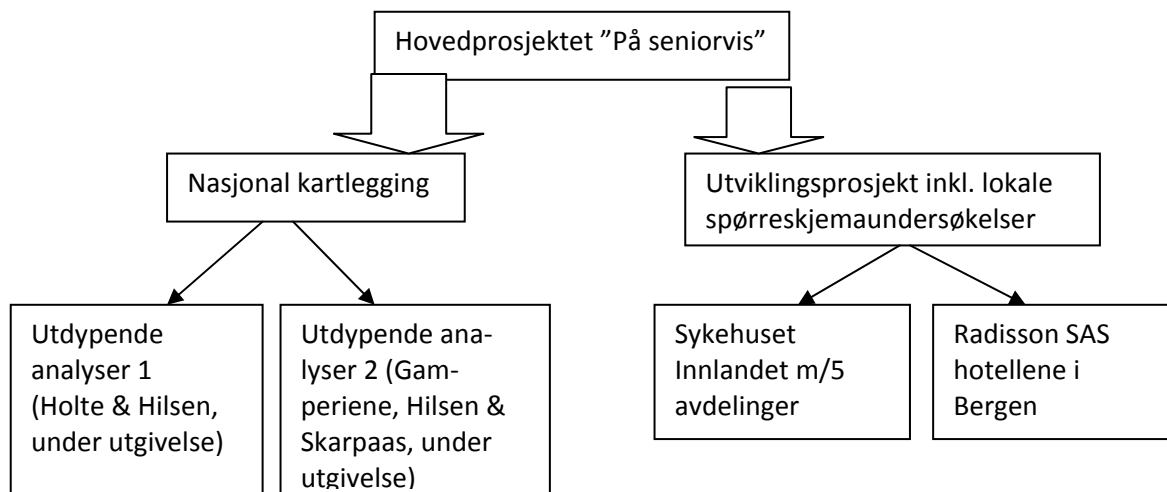 Hovedprosjektet ”På seniorvis”
Nasjonal kartlegging
Utviklingsprosjekt inkl. lokale
spørreskjemaundersøkelser
Utdypende
analyser 1
(Holte & Hilsen,
under utgivelse)
Utdypende ana-
lyser 2 (Gam-
periene, Hilsen &
Skarpaas, under
utgivelse)
Sykehuset
Innlandet m/5
avdelinger
Radisson SAS
hotellene i
Bergen